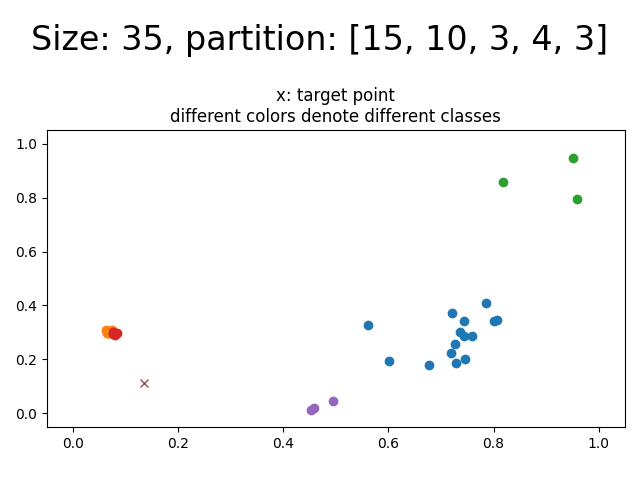 Size: 35, partition: [15, 10, 3, 4, 3]
x: target point
different colors denote different classes
1.0
0.8
0.6
0.4
0.2
0.0
0.0 0.2 0.4 0.6 0.8 1.0